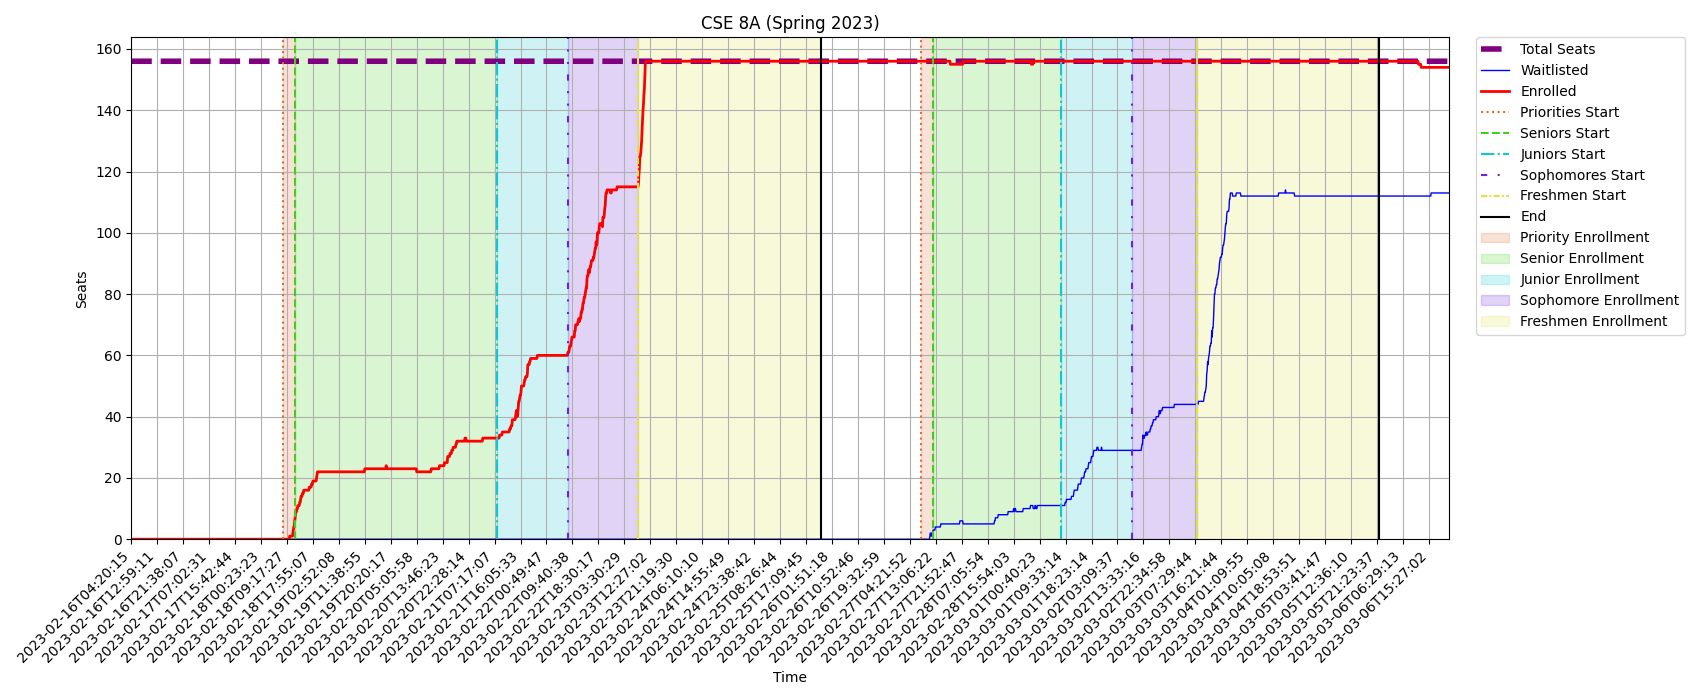 CSE 8A (Spring 2023)
160
140
120
100
80
60
40
20
0
Seats
Total Seats
Waitlisted
Enrolled
Priorities Start
Seniors Start
Juniors Start
Sophomores Start
Freshmen Start
End
Priority Enrollment
Senior Enrollment
Junior Enrollment
Sophomore Enrollment
Freshmen Enrollment
2023-02-16T04:20:15
2023-02-16T12:59:11
2023-02-16T21:38:07
2023-02-17T07:02:31
2023-02-17T15:42:44
2023-02-18T00:23:23
2023-02-18T09:17:27
2023-02-18T17:55:07
2023-02-19T02:52:08
2023-02-19T11:38:55
2023-02-19T20:20:17
2023-02-20T05:05:58
2023-02-20T13:46:23
2023-02-20T22:28:14
2023-02-21T07:17:07
2023-02-21T16:05:33
2023-02-22T00:49:47
2023-02-22T09:40:38
2023-02-22T18:30:17
2023-02-23T03:30:29
2023-02-23T12:27:02
2023-02-23T21:19:30
2023-02-24T06:10:10
2023-02-24T14:55:49
2023-02-24T23:38:42
2023-02-25T08:26:44
2023-02-25T17:09:45
2023-02-26T01:51:18
2023-02-26T10:52:46
2023-02-26T19:32:59
2023-02-27T04:21:52
2023-02-27T13:06:22
2023-02-27T21:52:47
2023-02-28T07:05:54
2023-02-28T15:54:03
2023-03-01T00:40:23
2023-03-01T09:33:14
2023-03-01T18:23:14
2023-03-02T03:09:37
2023-03-02T13:33:16
2023-03-02T22:34:58
2023-03-03T07:29:44
2023-03-03T16:21:44
2023-03-04T01:09:55
2023-03-04T10:05:08
2023-03-04T18:53:51
2023-03-05T03:41:47
2023-03-05T12:36:10
2023-03-05T21:23:37
2023-03-06T06:29:13
2023-03-06T15:27:02
Time